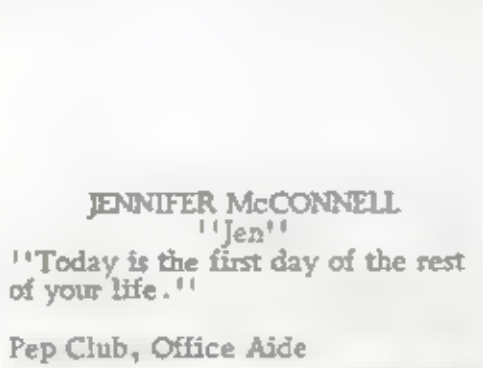 JENNIFER McCONNELL
''Jen''
''Today is the first day of the rest
of your life.''
Pep Club, Office Aide